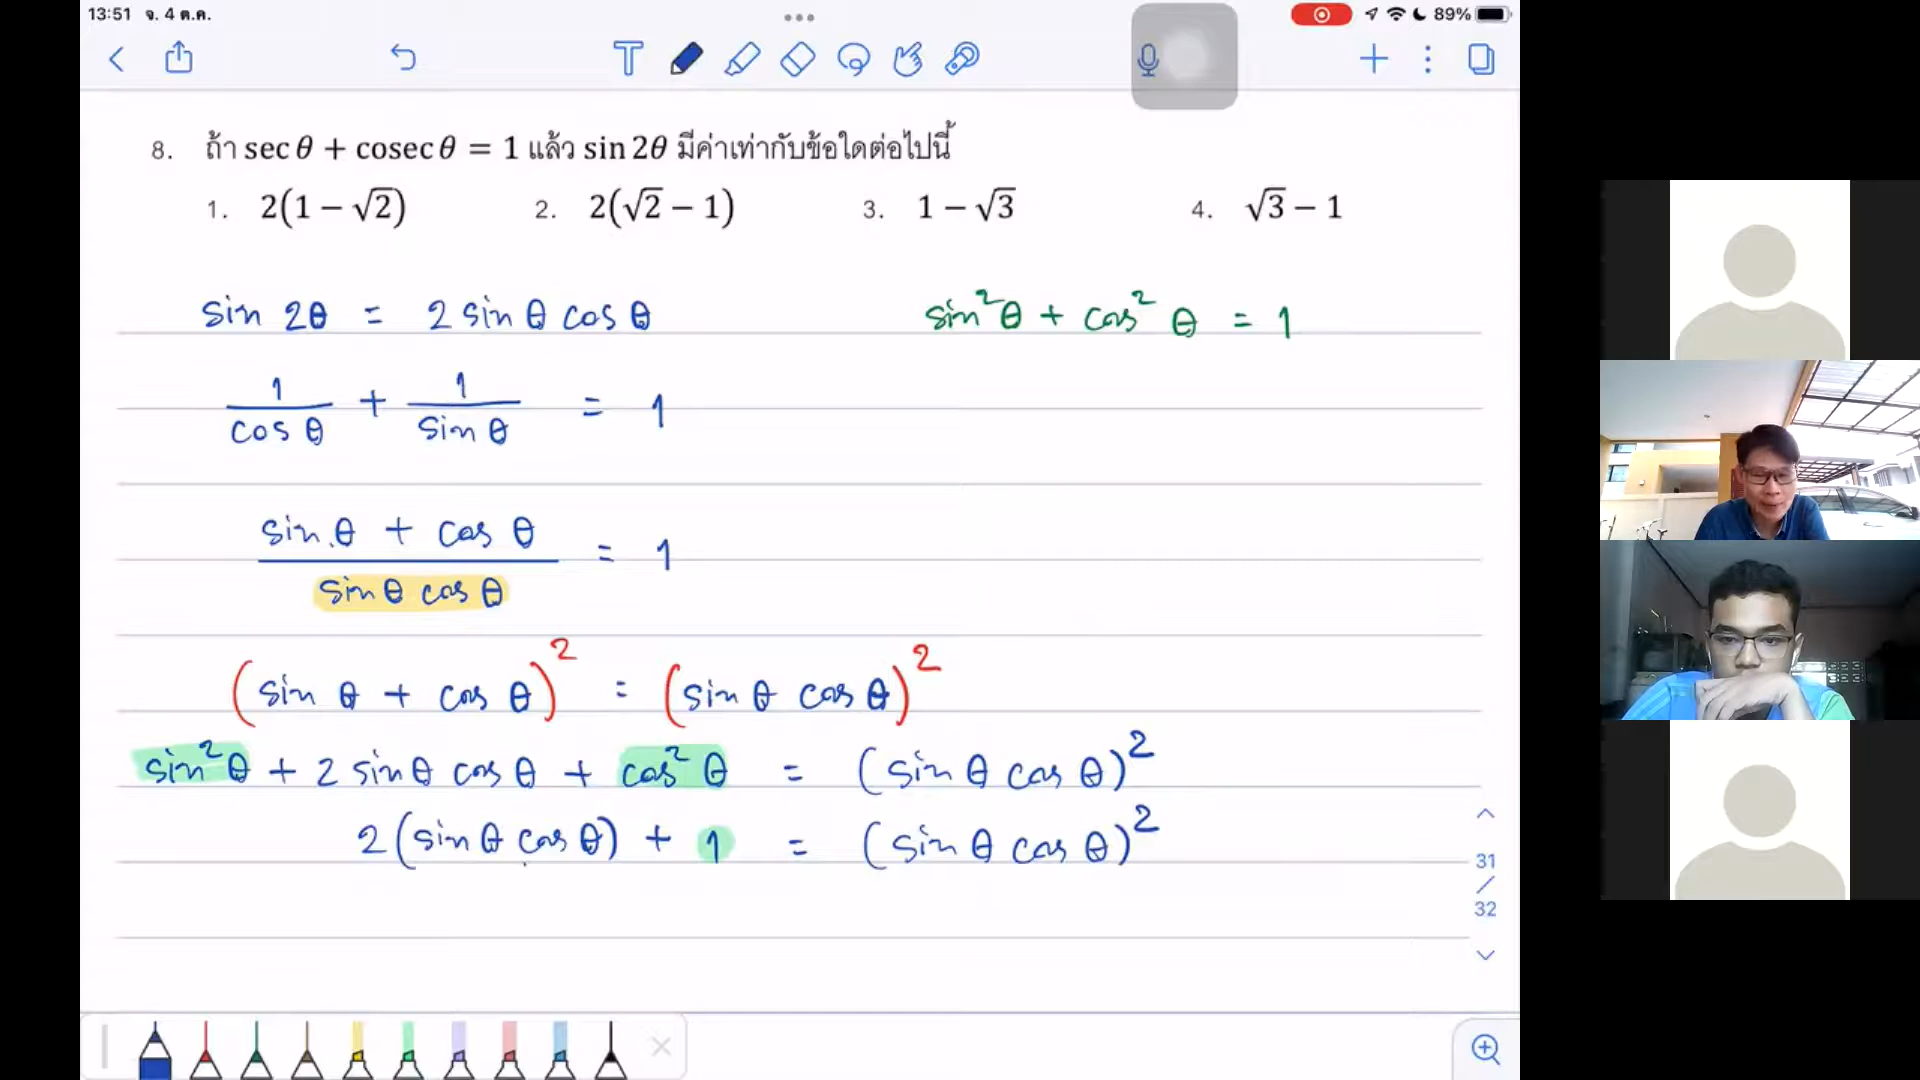 13:51 จ. 4 ต.ค.
89%
T
8. ถ้า sec θ + cosec θ = 1 แล้ว sin 2θ มีค่าเท่ากับข้อใดต่อไปนี้
1. 2(1 − √2) 2. 2(√2 − 1) 3. 1 − √3 4. √3 − 1
sin 2θ = 2 sin θ cos θ
sin² θ + cos² θ = 1
1/cos θ + 1/sin θ = 1
(sin θ + cos θ)/(sin θ cos θ) = 1
(sin θ + cos θ)² = (sin θ cos θ)²
sin² θ + 2 sin θ cos θ + cos² θ = (sin θ cos θ)²
2(sin θ cos θ) + 1 = (sin θ cos θ)²
31
/
32